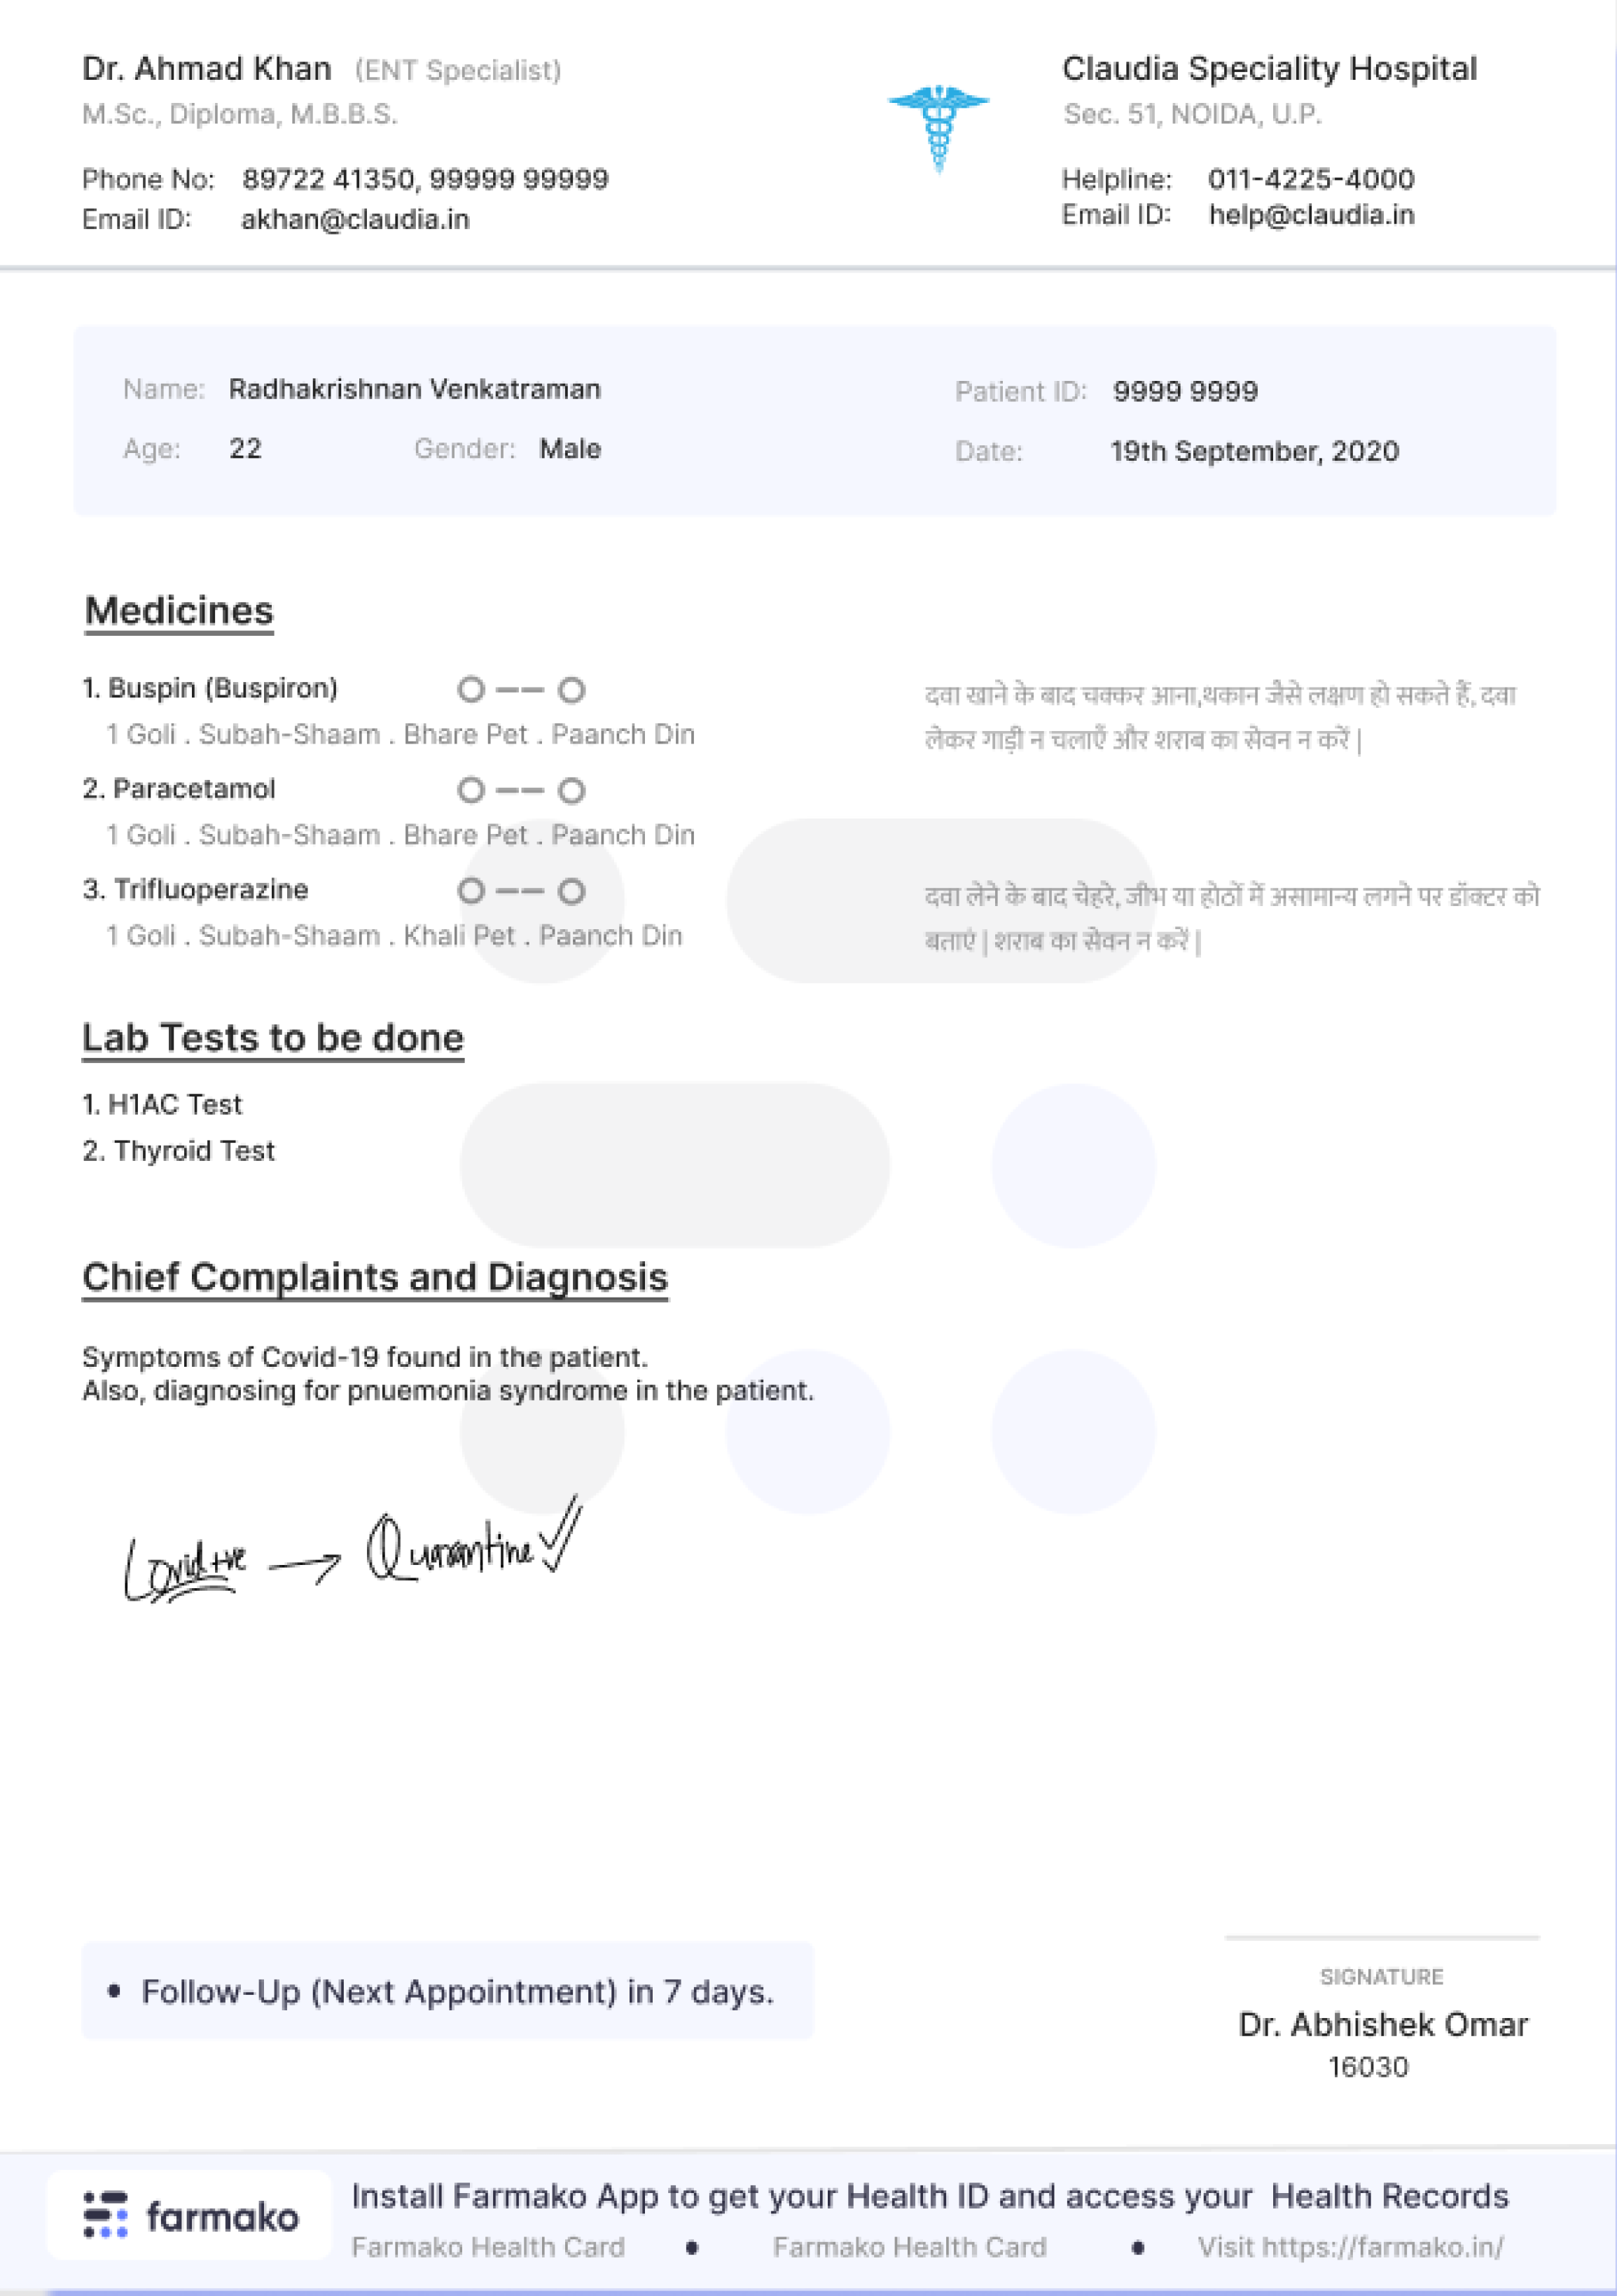 Dr. Ahmad Khan (ENT Specialist)
M.Sc., Diploma, M.B.B.S.
Phone No: 89722 41350, 99999 99999
Email ID: akhan@claudia.in
Claudia Speciality Hospital
Sec. 51, NOIDA, U.P.
Helpline: 011-4225-4000
Email ID: help@claudia.in
Name: Radhakrishnan Venkatraman
Age: 22 Gender: Male
Patient ID: 9999 9999
Date: 19th September, 2020
Medicines
1. Buspin (Buspiron)
1 Goli . Subah-Shaam . Bhare Pet . Paanch Din
दवा खाने के बाद चक्कर आना,थकान जैसे लक्षण हो सकते हैं, दवा
लेकर गाड़ी न चलाएँ और शराब का सेवन न करें |
2. Paracetamol
1 Goli . Subah-Shaam . Bhare Pet . Paanch Din
3. Trifluoperazine
1 Goli . Subah-Shaam . Khali Pet . Paanch Din
दवा लेने के बाद चेहरे, जीभ या होठों में असामान्य लगने पर डॉक्टर को
बताएं | शराब का सेवन न करें |
Lab Tests to be done
1. H1AC Test
2. Thyroid Test
Chief Complaints and Diagnosis
Symptoms of Covid-19 found in the patient.
Also, diagnosing for pnuemonia syndrome in the patient.
Covid +ve → Quarantine
• Follow-Up (Next Appointment) in 7 days.
SIGNATURE
Dr. Abhishek Omar
16030
farmako
Install Farmako App to get your Health ID and access your Health Records
Farmako Health Card • Farmako Health Card • Visit https://farmako.in/